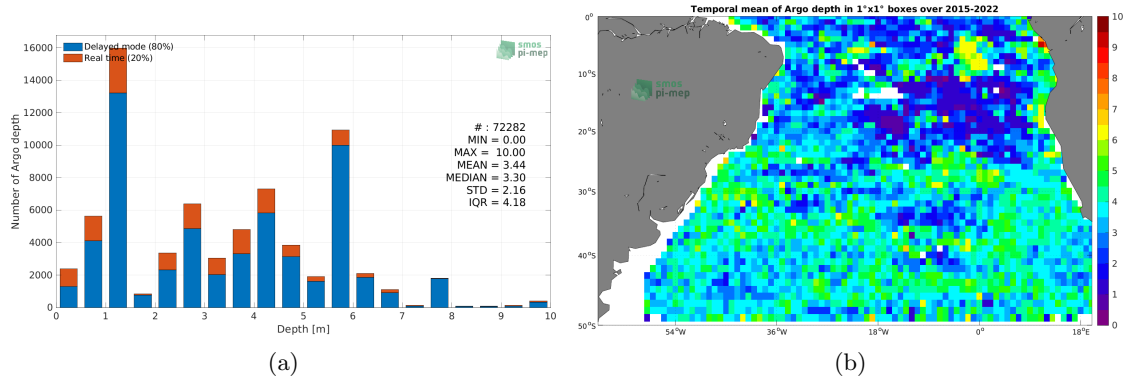 Delayed mode (80%)
Real time (20%)
smos
pi-mep
# : 72282
MIN = 0.00
MAX = 10.00
MEAN = 3.44
MEDIAN = 3.30
STD = 2.16
IQR = 4.18
Number of Argo depth
16000
14000
12000
10000
8000
6000
4000
2000
0
0 1 2 3 4 5 6 7 8 9 10
Depth [m]
(a)
Temporal mean of Argo depth in 1°x1° boxes over 2015-2022
smos
pi-mep
0°
10°S
20°S
30°S
40°S
50°S
54°W 36°W 18°W 0° 18°E
10
9
8
7
6
5
4
3
2
1
0
(b)